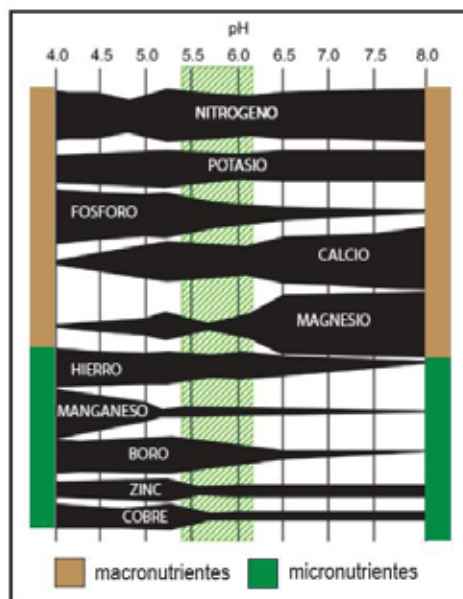 pH
4.0 4.5 5.0 5.5 6.0 6.5 7.0 7.5 8.0
NITROGENO
POTASIO
FOSFORO
CALCIO
MAGNESIO
HIERRO
MANGANESO
BORO
ZINC
COBRE
macronutrientes micronutrientes